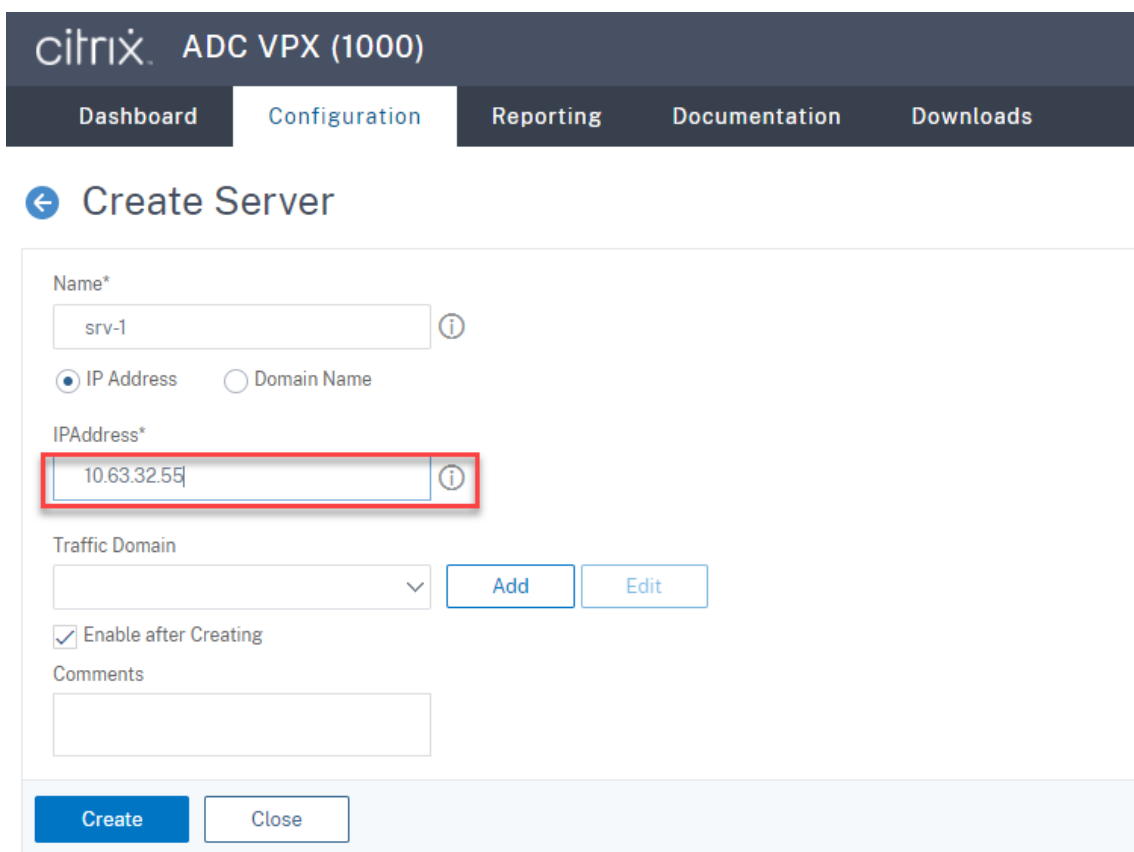 citrix. ADC VPX (1000)
Dashboard Configuration Reporting Documentation Downloads
Create Server
Name*
srv-1
IP Address Domain Name
IPAddress*
10.63.32.55
Traffic Domain
Add Edit
Enable after Creating
Comments
Create Close